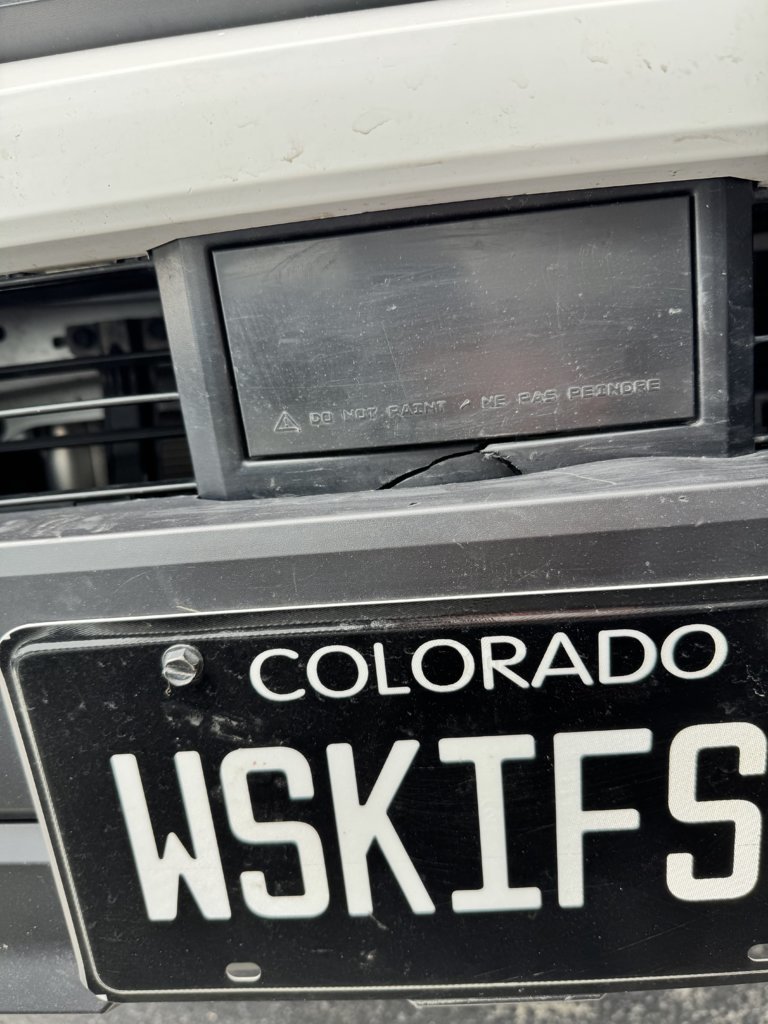 ⚠ DO NOT PAINT / NE PAS PEINDRE
COLORADO
WSKIFS